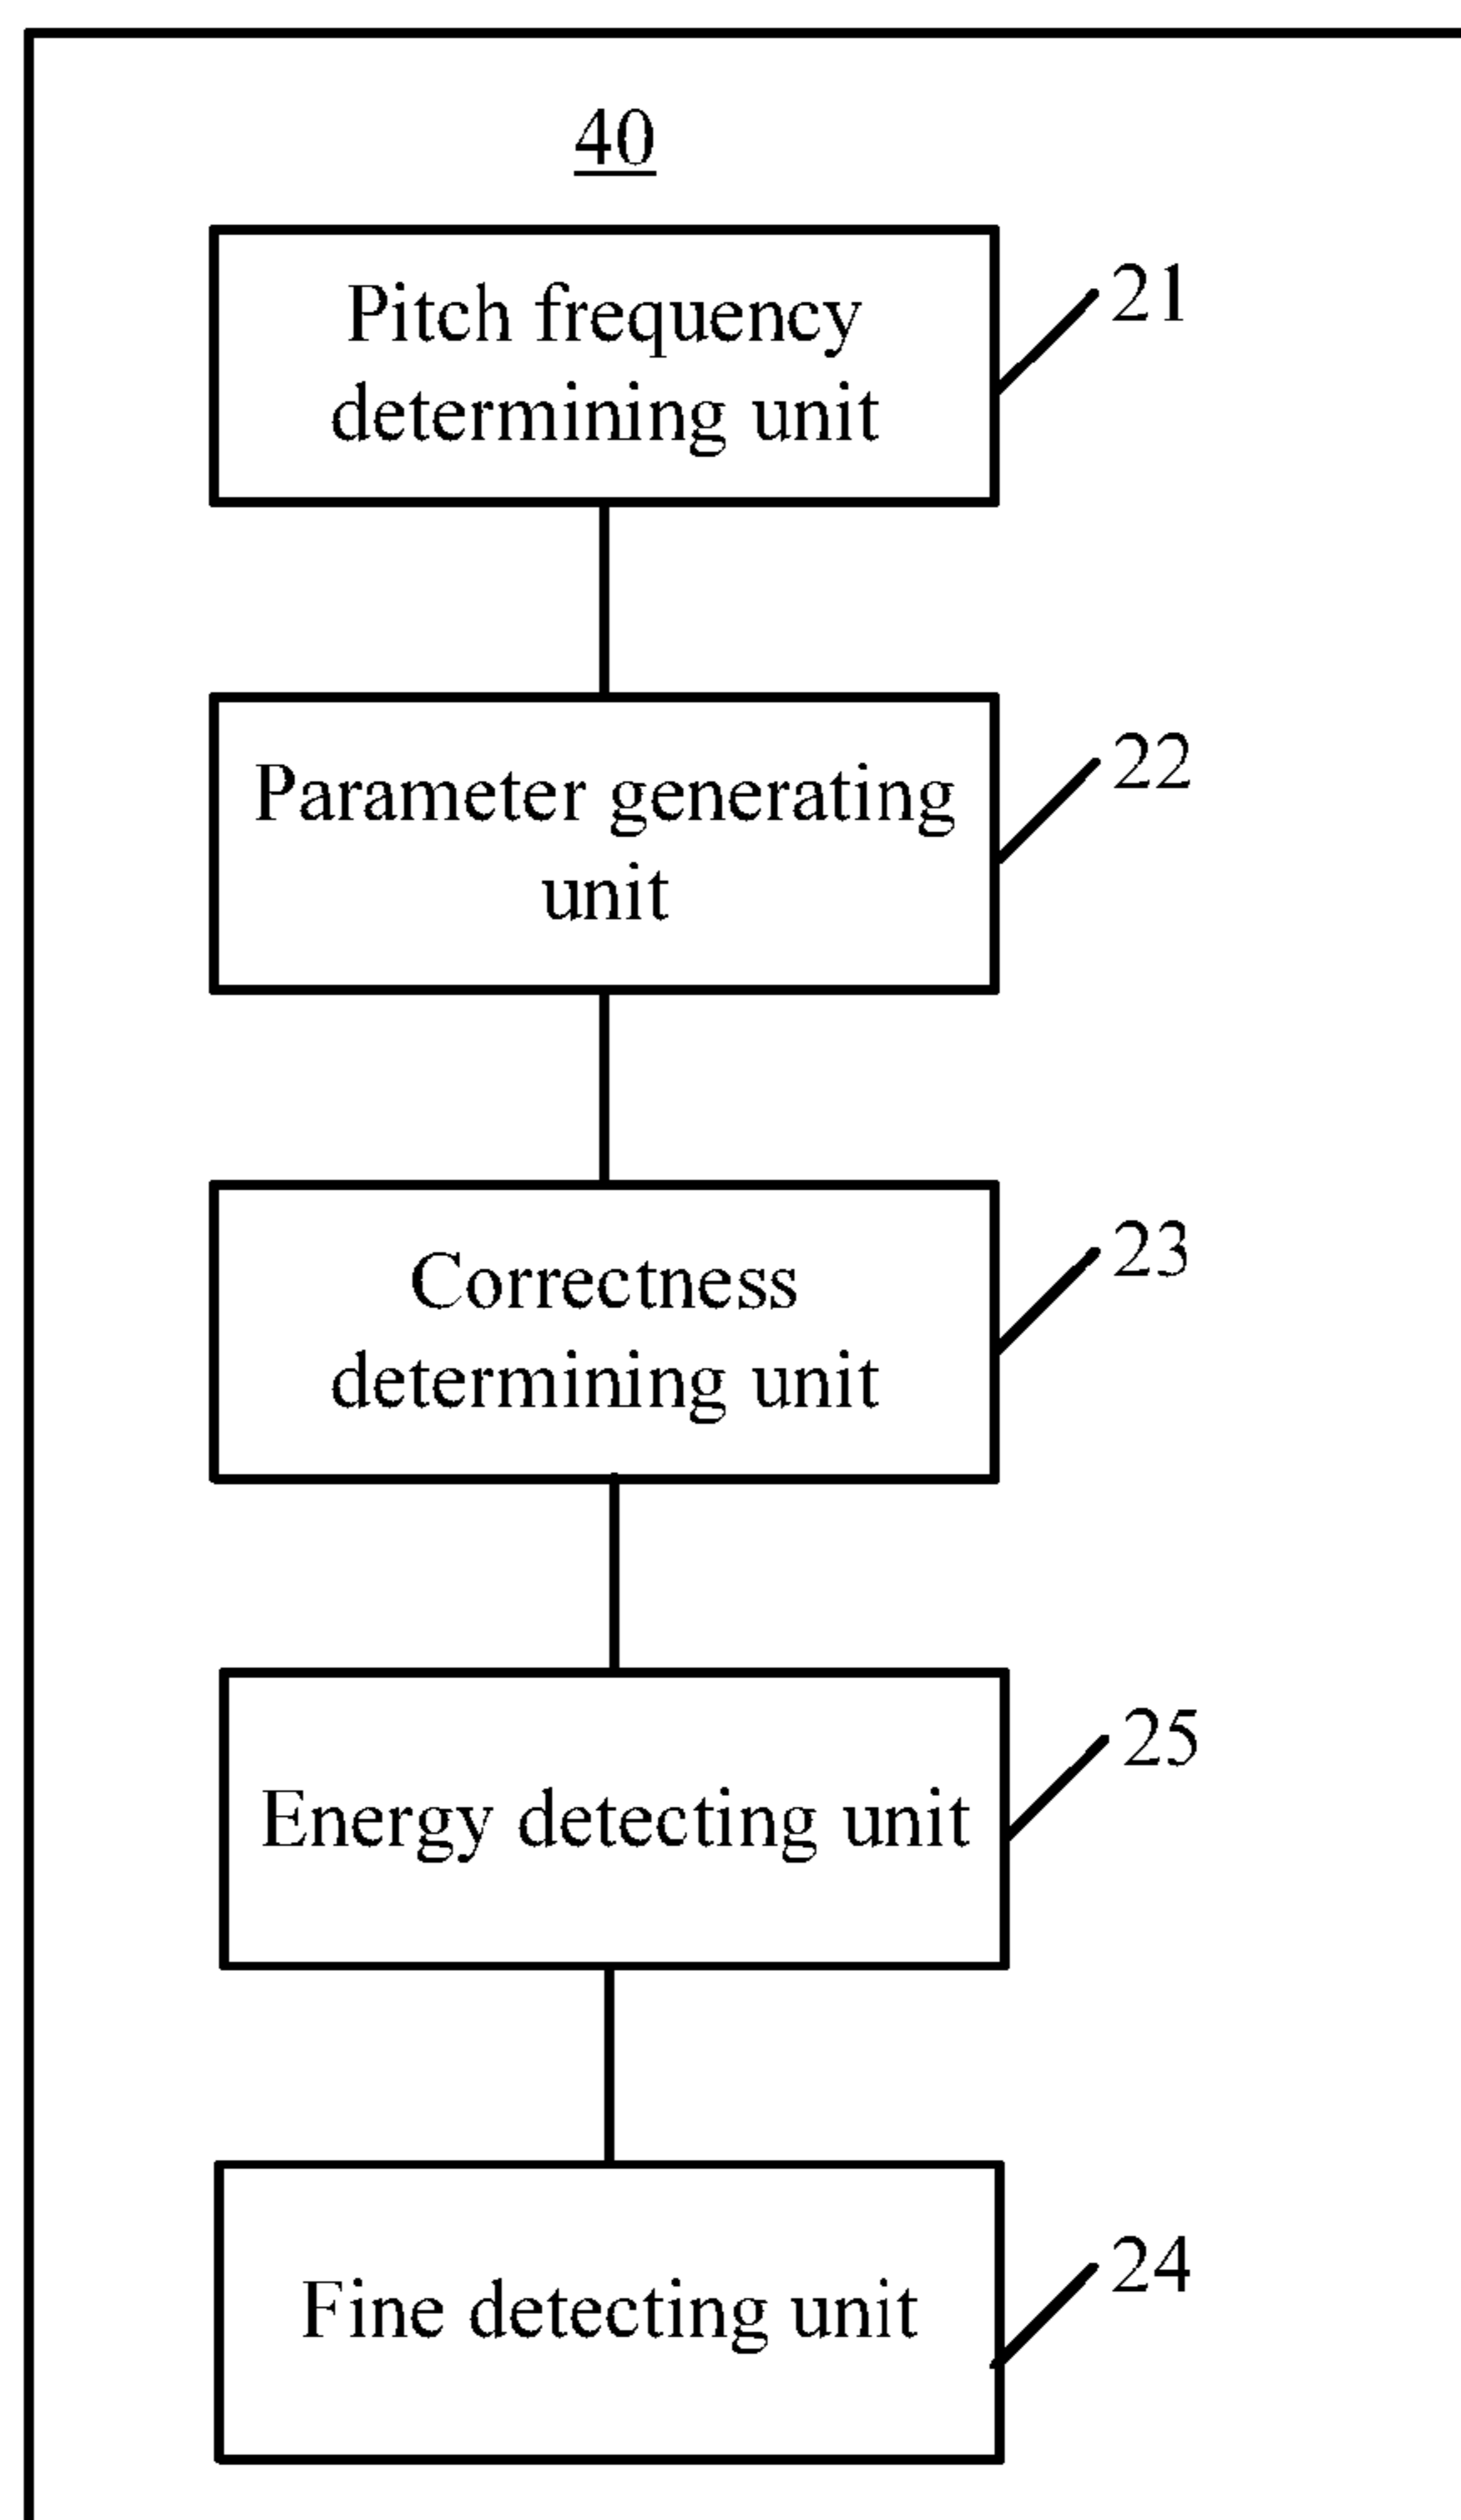 40
Pitch frequency
determining unit
21
Parameter generating
unit
22
Correctness
determining unit
23
Energy detecting unit
25
Fine detecting unit
24